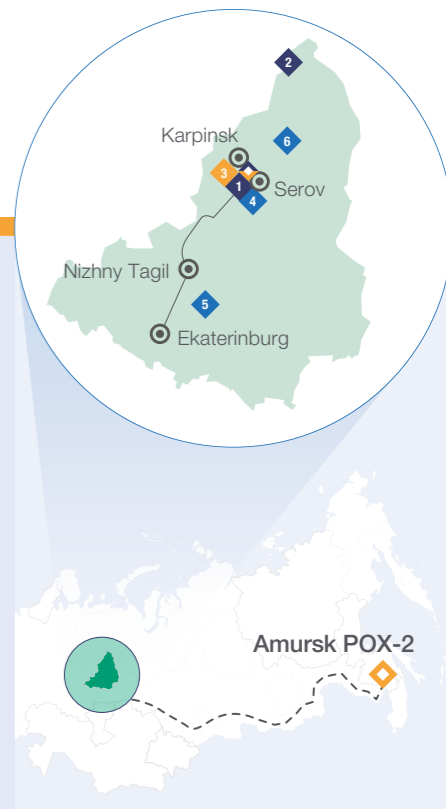 2
Karpinsk
6
3
1
Serov
4
Nizhny Tagil
5
Ekaterinburg
Amursk POX-2